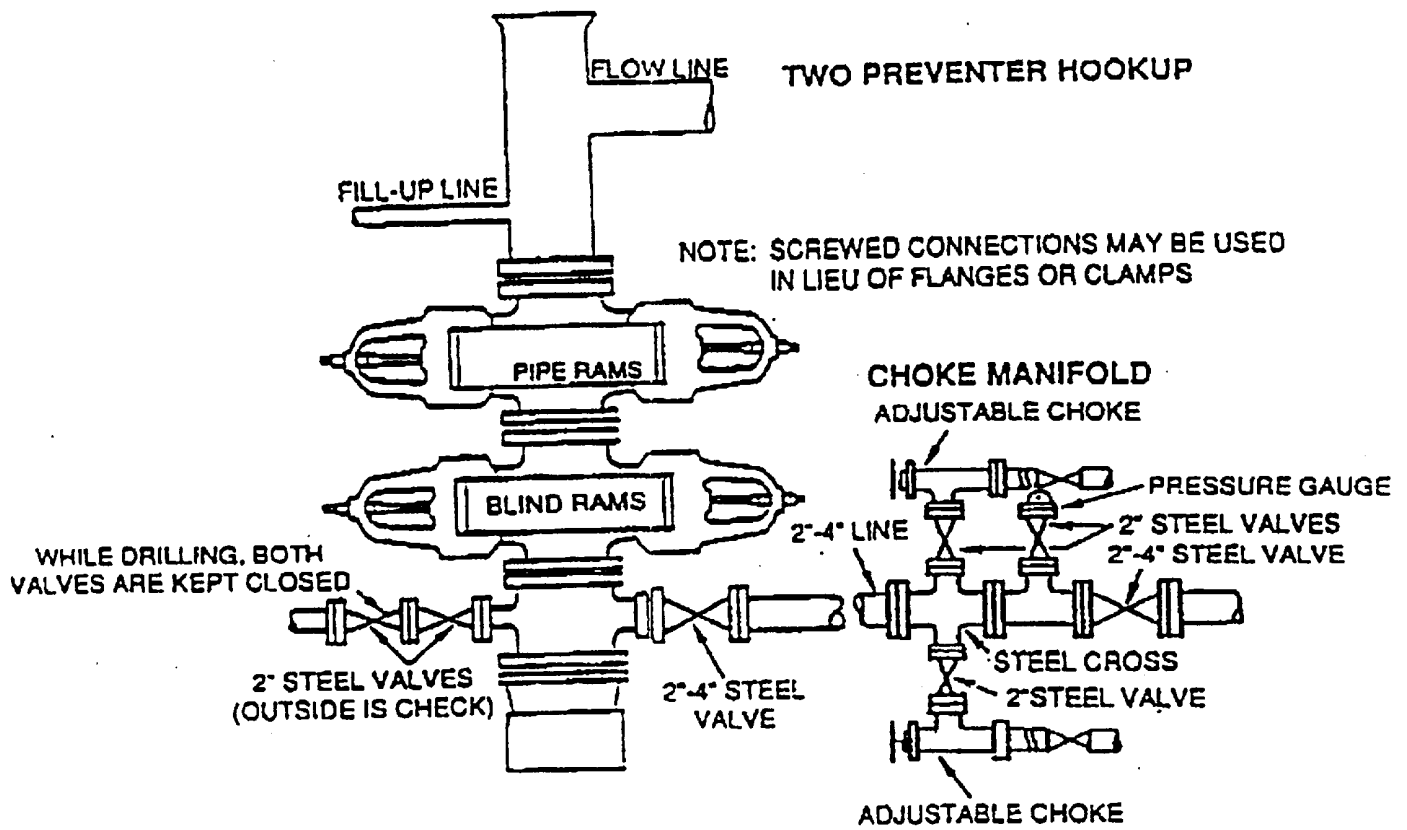 FLOW LINE
TWO PREVENTER HOOKUP
FILL-UP LINE
NOTE: SCREWED CONNECTIONS MAY BE USED
IN LIEU OF FLANGES OR CLAMPS
PIPE RAMS
CHOKE MANIFOLD
ADJUSTABLE CHOKE
BLIND RAMS
PRESSURE GAUGE
2"-4" LINE
2" STEEL VALVES
2"-4" STEEL VALVE
WHILE DRILLING, BOTH
VALVES ARE KEPT CLOSED
2" STEEL VALVES
(OUTSIDE IS CHECK)
2"-4" STEEL
VALVE
STEEL CROSS
2" STEEL VALVE
ADJUSTABLE CHOKE